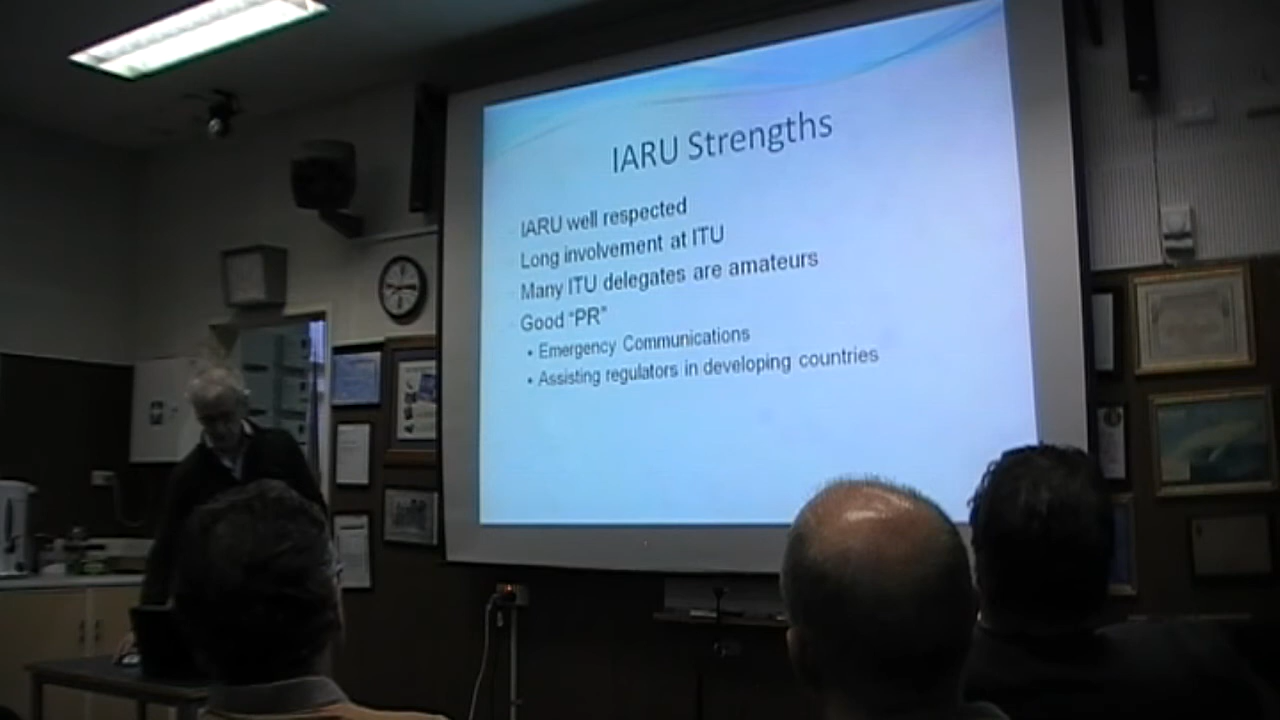 IARU Strengths
IARU well respected
Long involvement at ITU
Many ITU delegates are amateurs
Good "PR"
• Emergency Communications
• Assisting regulators in developing countries